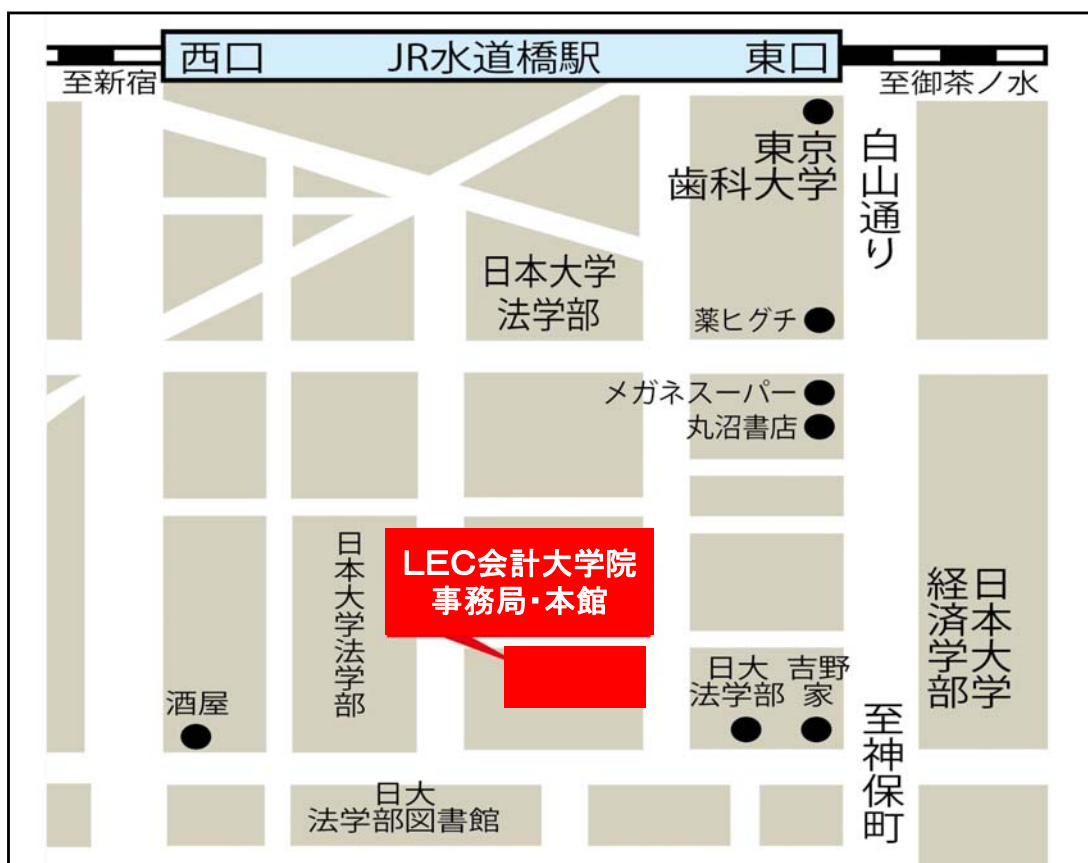 西口
JR水道橋駅
東口
至新宿
至御茶ノ水
東京
歯科大学
白山通り
日本大学
法学部
薬ヒグチ
メガネスーパー
丸沼書店
日本大学法学部
LEC会計大学院
事務局・本館
日本大学
経済学部
日大
法学部
吉野
家
酒屋
至神保町
日大
法学部図書館